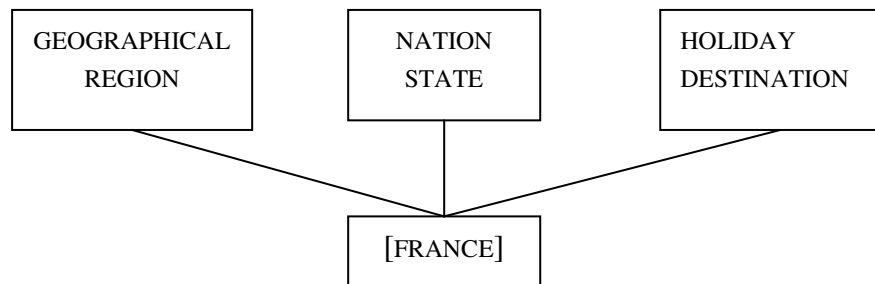 GEOGRAPHICAL
REGION
NATION
STATE
HOLIDAY
DESTINATION
[FRANCE]